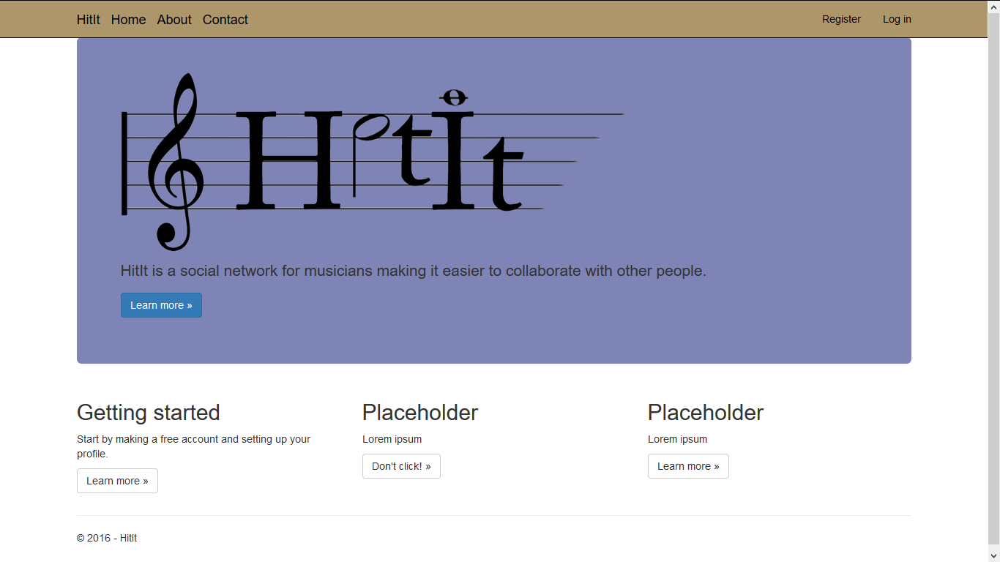 HitIt Home About Contact Register Log in
HitIt
HitIt is a social network for musicians making it easier to collaborate with other people.
Learn more »
Getting started
Start by making a free account and setting up your
profile.
Learn more »
Placeholder
Lorem ipsum
Don't click! »
Placeholder
Lorem ipsum
Learn more »
© 2016 - HitIt